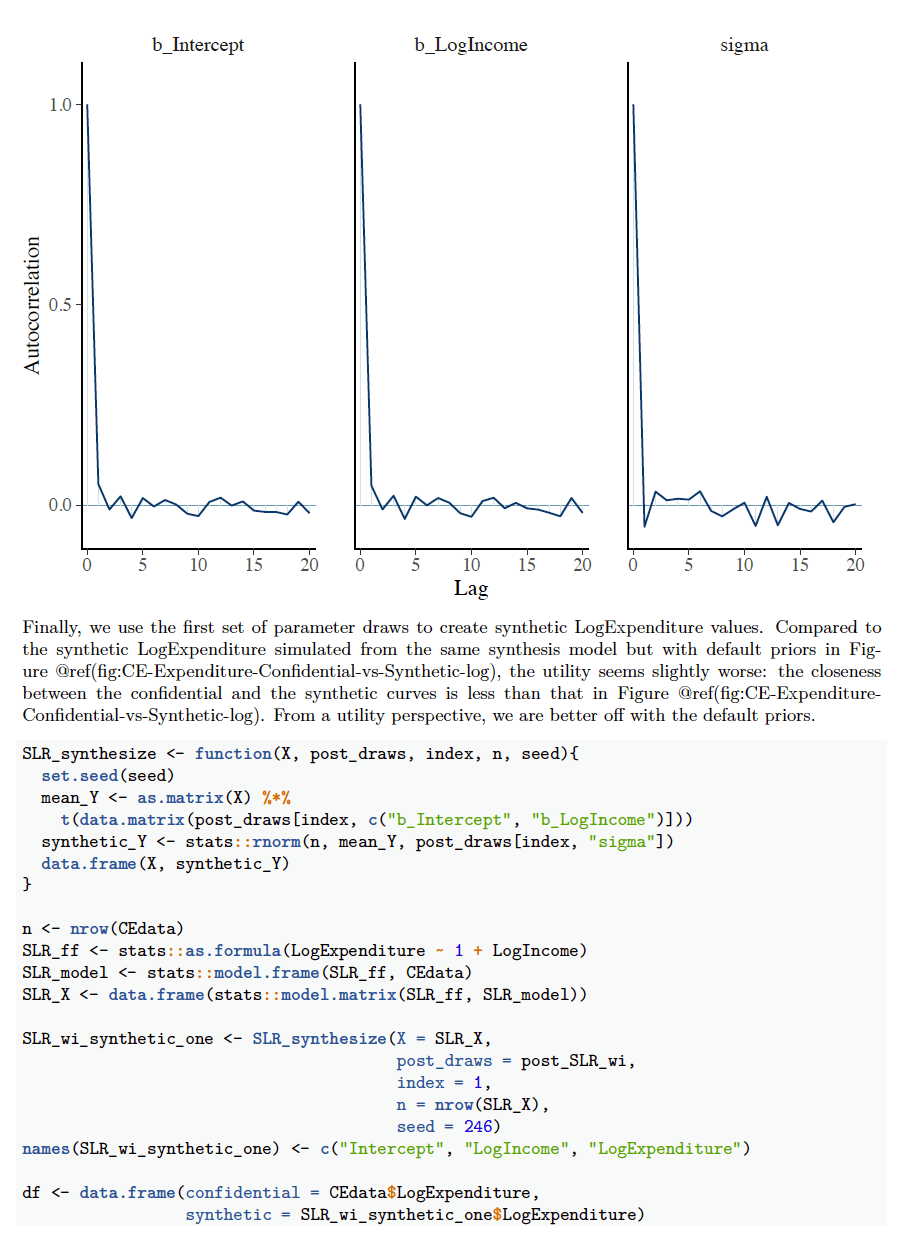 b_Intercept b_LogIncome sigma
1.0
0.5
0.0
Autocorrelation
0 5 10 15 20 0 5 10 15 20 0 5 10 15 20
Lag
Finally, we use the first set of parameter draws to create synthetic LogExpenditure values. Compared to
the synthetic LogExpenditure simulated from the same synthesis model but with default priors in Fig-
ure @ref(fig:CE-Expenditure-Confidential-vs-Synthetic-log), the utility seems slightly worse: the closeness
between the confidential and the synthetic curves is less than that in Figure @ref(fig:CE-Expenditure-
Confidential-vs-Synthetic-log). From a utility perspective, we are better off with the default priors.
SLR_synthesize <- function(X, post_draws, index, n, seed){
  set.seed(seed)
  mean_Y <- as.matrix(X) %*%
    t(data.matrix(post_draws[index, c("b_Intercept", "b_LogIncome")]))
  synthetic_Y <- stats::rnorm(n, mean_Y, post_draws[index, "sigma"])
  data.frame(X, synthetic_Y)
}
n <- nrow(CEdata)
SLR_ff <- stats::as.formula(LogExpenditure ~ 1 + LogIncome)
SLR_model <- stats::model.frame(SLR_ff, CEdata)
SLR_X <- data.frame(stats::model.matrix(SLR_ff, SLR_model))
SLR_wi_synthetic_one <- SLR_synthesize(X = SLR_X,
                                       post_draws = post_SLR_wi,
                                       index = 1,
                                       n = nrow(SLR_X),
                                       seed = 246)
names(SLR_wi_synthetic_one) <- c("Intercept", "LogIncome", "LogExpenditure")
df <- data.frame(confidential = CEdata$LogExpenditure,
                 synthetic = SLR_wi_synthetic_one$LogExpenditure)